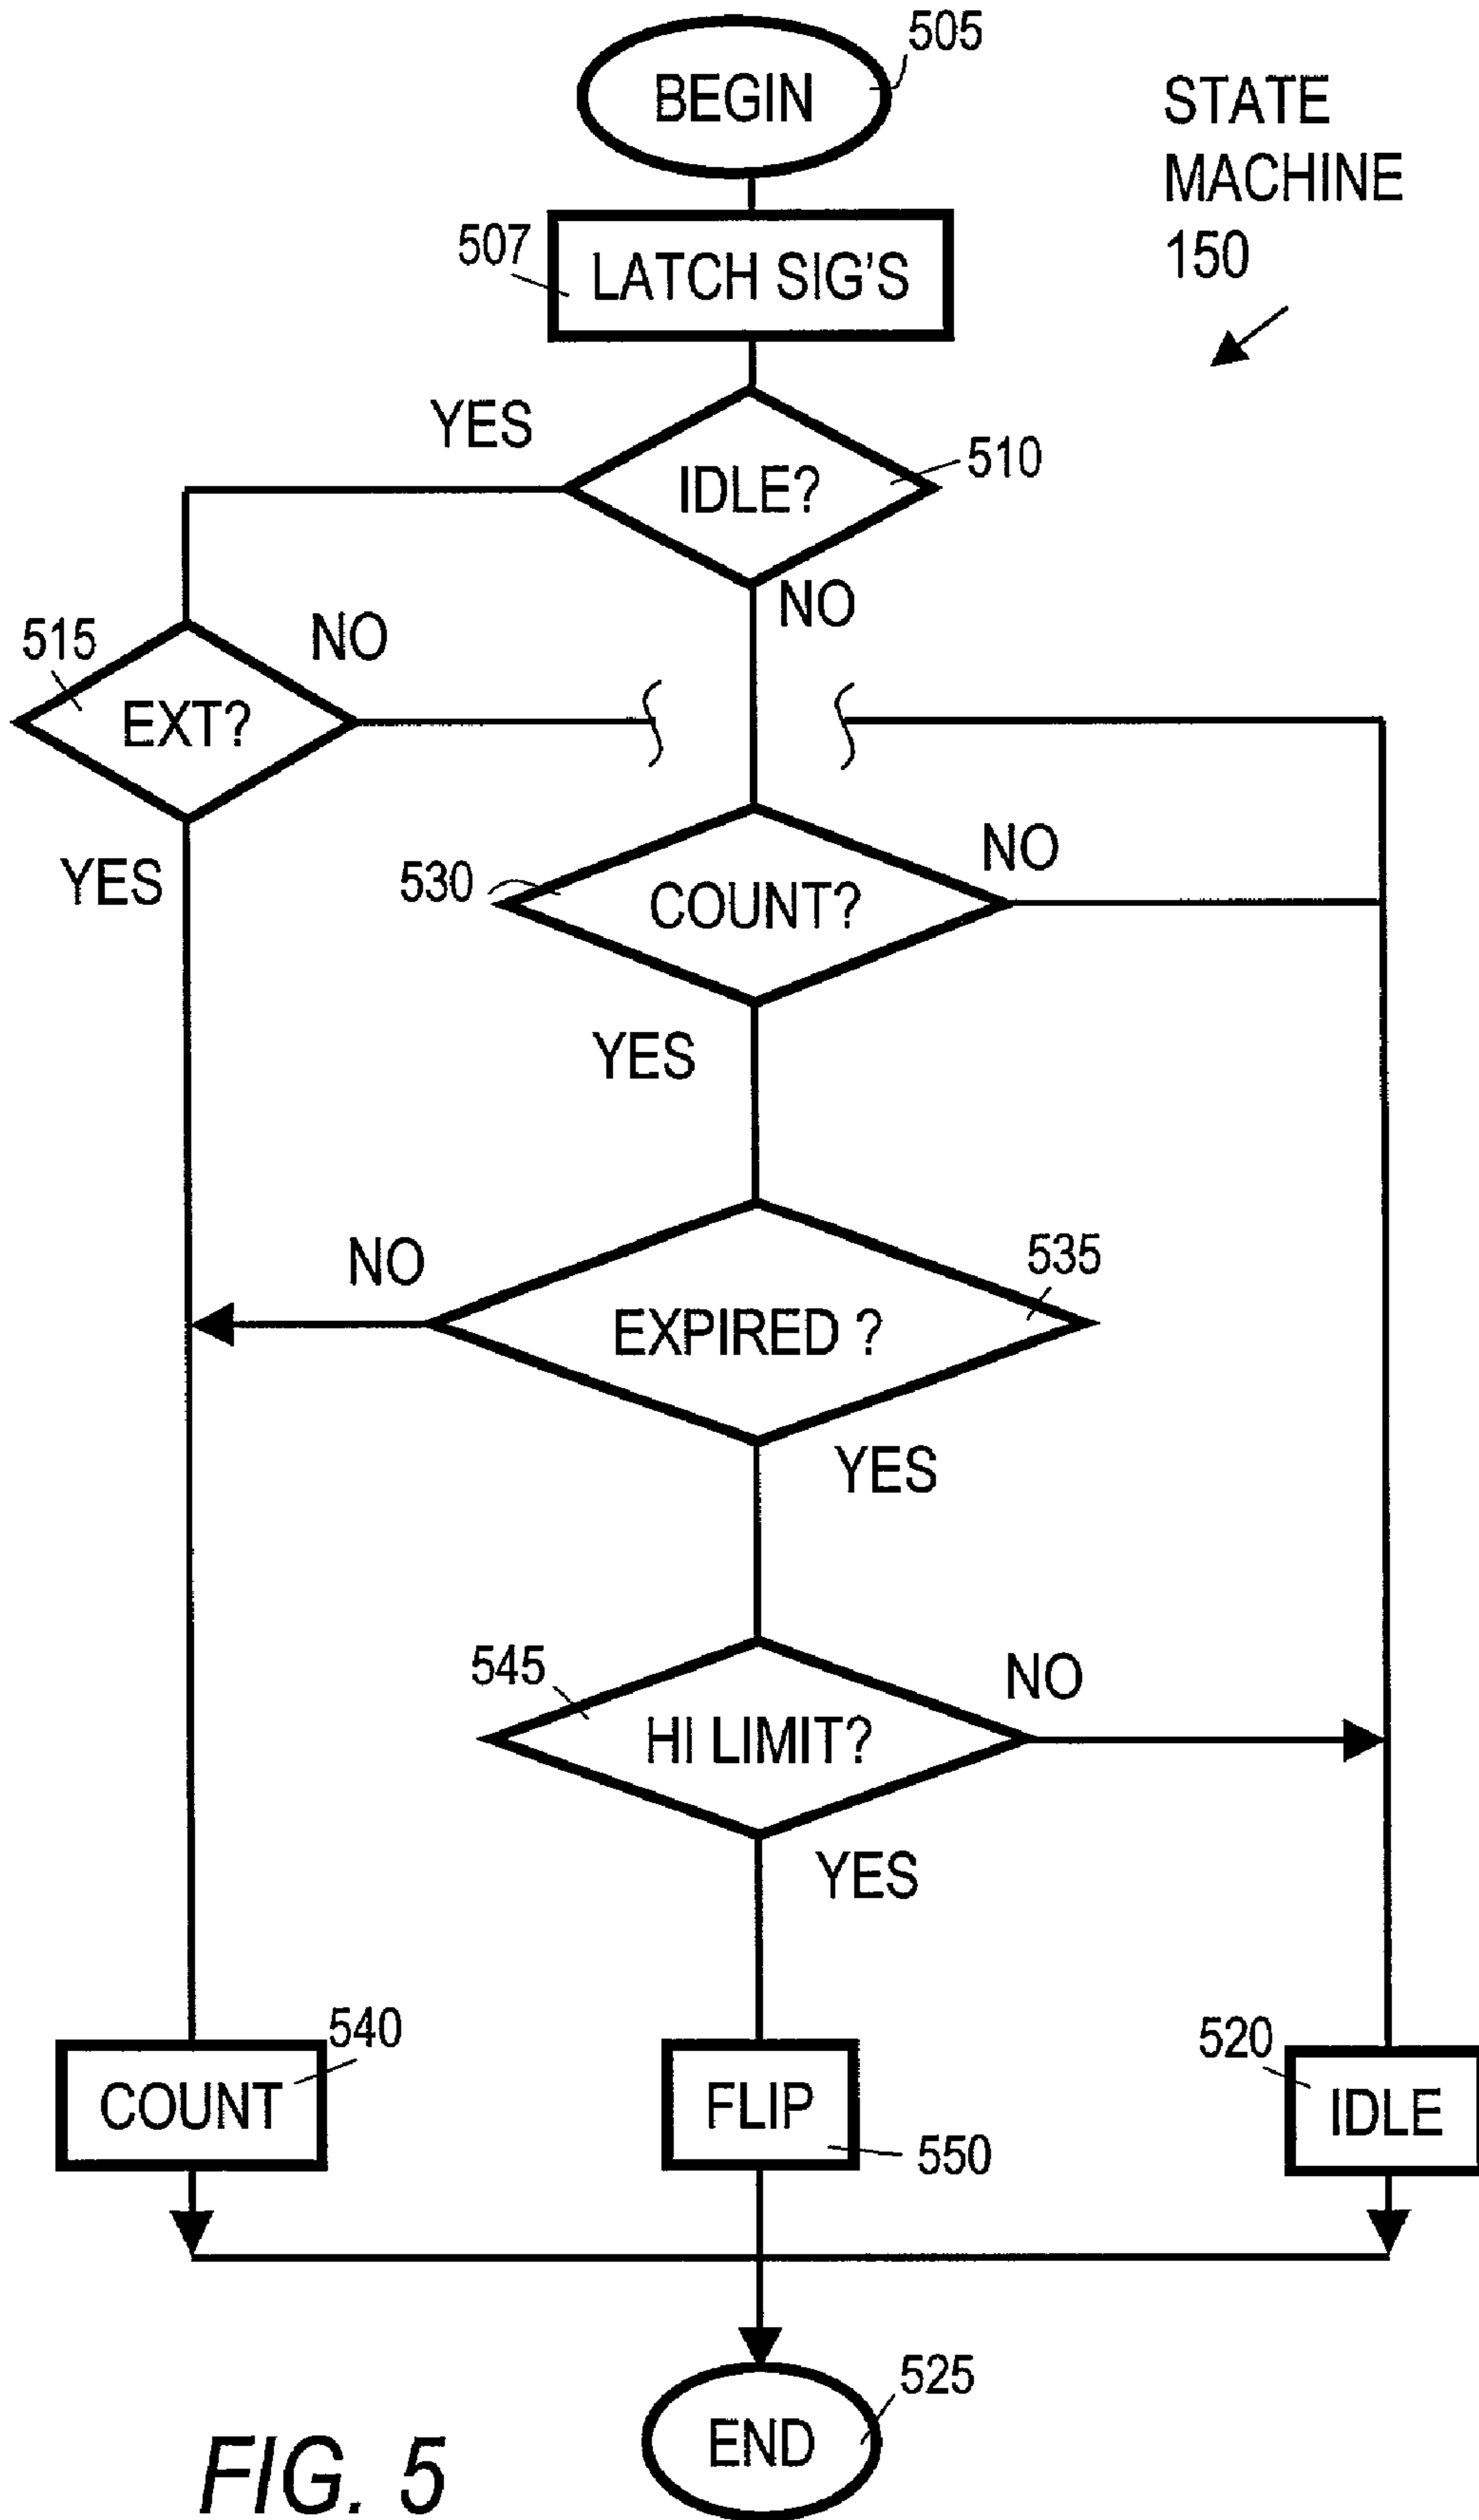 505
BEGIN
STATE
MACHINE
150
507
LATCH SIG'S
YES
510
IDLE?
NO
515
NO
EXT?
YES
530
COUNT?
NO
YES
NO
535
EXPIRED ?
YES
545
NO
HI LIMIT?
YES
540
COUNT
FLIP
550
520
IDLE
525
END
FIG. 5